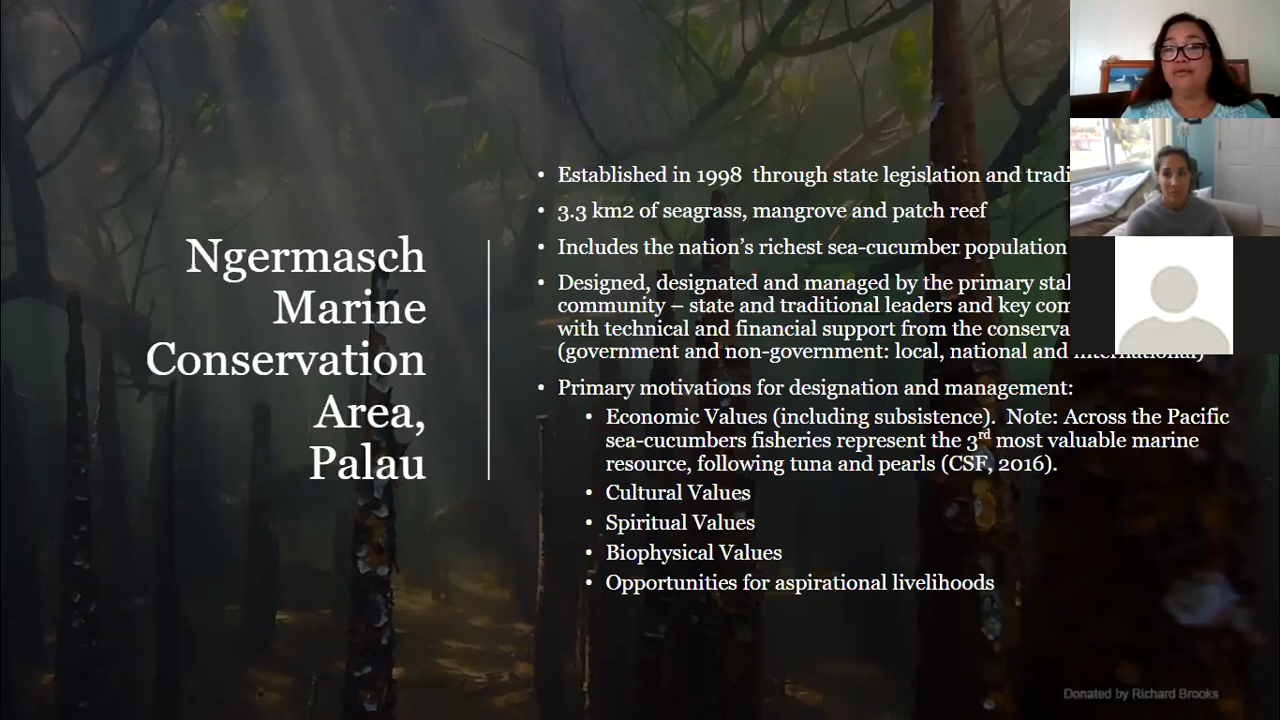 Ngermasch
Marine
Conservation
Area,
Palau
• Established in 1998 through state legislation and
• 3.3 km2 of seagrass, mangrove and patch reef
• Includes the nation's richest sea-cucumber population
• Designed, designated and managed by the primary
community – state and traditional leaders and key
with technical and financial support from the
(government and non-government: local, national and international)
• Primary motivations for designation and management:
• Economic Values (including subsistence). Note: Across the Pacific
sea-cucumbers fisheries represent the 3rd most valuable marine
resource, following tuna and pearls (CSF, 2016).
• Cultural Values
• Spiritual Values
• Biophysical Values
• Opportunities for aspirational livelihoods
Donated by Richard Brooks